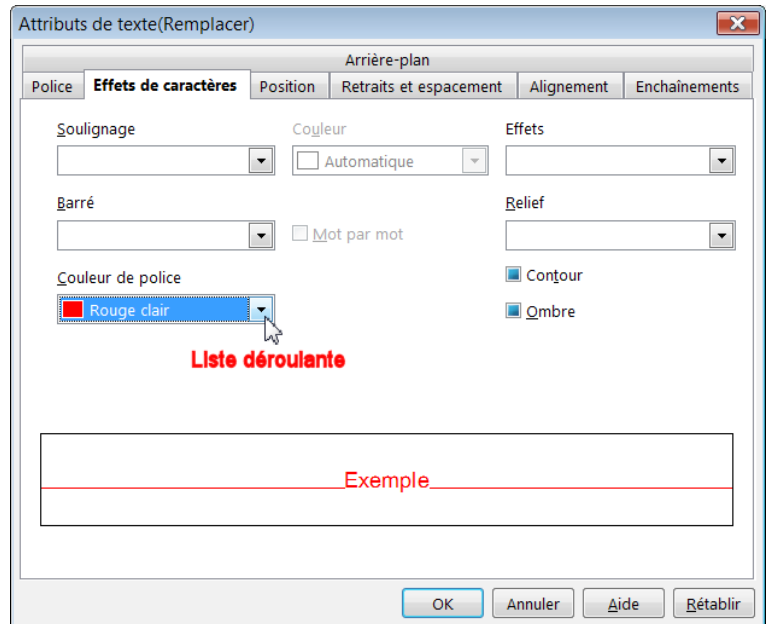 Attributs de texte(Remplacer)
Arrière-plan
Police Effets de caractères Position Retraits et espacement Alignement Enchaînements
Soulignage Couleur Effets
Automatique
Barré Relief
Mot par mot
Couleur de police Contour
Rouge clair Ombre
Liste déroulante
Exemple
OK Annuler Aide Rétablir